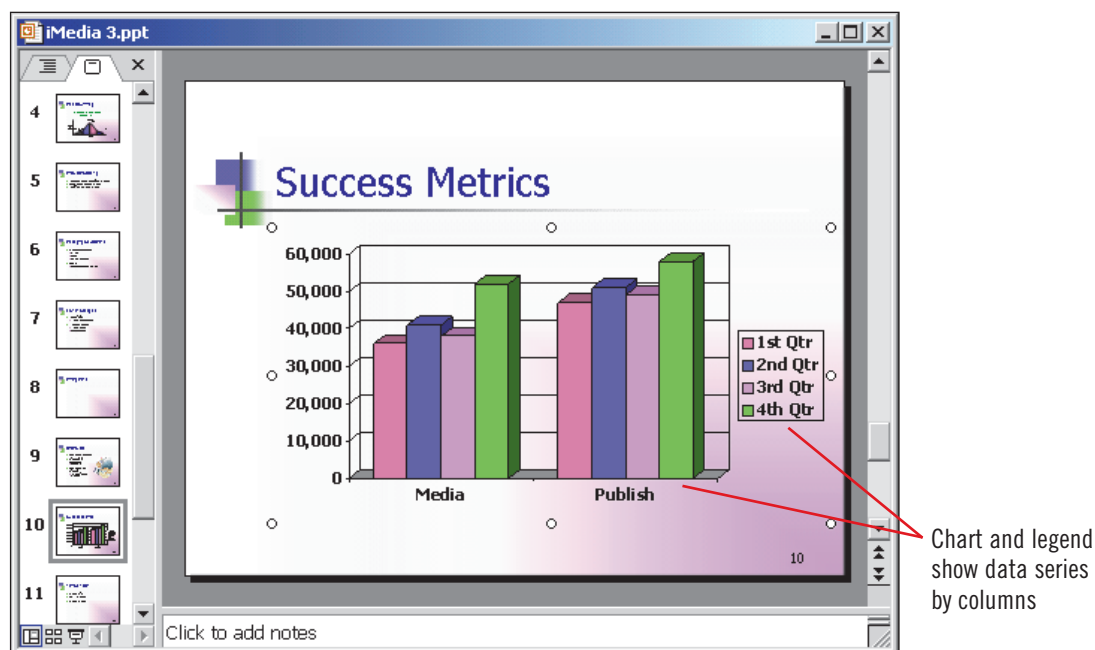 iMedia 3.ppt
4
5
6
7
8
9
10
11
Success Metrics
60,000
50,000
40,000
30,000
20,000
10,000
0
Media
Publish
1st Qtr
2nd Qtr
3rd Qtr
4th Qtr
10
Click to add notes
Chart and legend
show data series
by columns